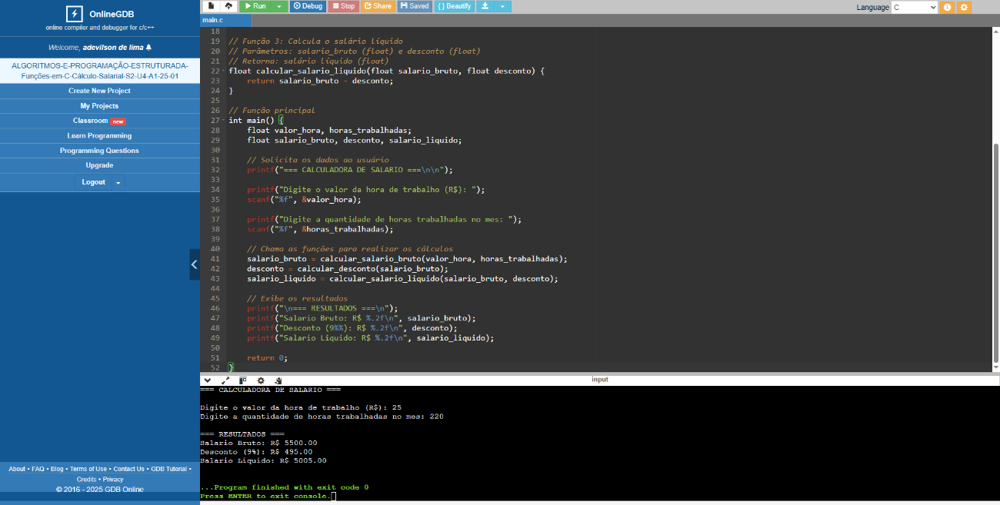 OnlineGDB
online compiler and debugger for c/c++
Welcome, adevilson de lima
ALGORITMOS-E-PROGRAMAÇÃO-ESTRUTURADA-
Funções-em-C-Cálculo-Salarial-S2-U4-A1-25-01
Create New Project
My Projects
Classroom new
Learn Programming
Programming Questions
Upgrade
Logout
About • FAQ • Blog • Terms of Use • Contact Us • GDB Tutorial •
Credits • Privacy
© 2016 - 2025 GDB Online
Run Debug Stop Share Saved { } Beautify
Language C
main.c
18
19 // Função 3: Calcula o salário líquido
20 // Parâmetros: salario_bruto (float) e desconto (float)
21 // Retorna: salário líquido (float)
22 float calcular_salario_liquido(float salario_bruto, float desconto) {
23 return salario_bruto - desconto;
24 }
25
26 // Função principal
27 int main() {
28 float valor_hora, horas_trabalhadas;
29 float salario_bruto, desconto, salario_liquido;
30
31 // Solicita os dados ao usuário
32 printf("=== CALCULADORA DE SALARIO ===\n\n");
33
34 printf("Digite o valor da hora de trabalho (R$): ");
35 scanf("%f", &valor_hora);
36
37 printf("Digite a quantidade de horas trabalhadas no mes: ");
38 scanf("%f", &horas_trabalhadas);
39
40 // Chama as funções para realizar os cálculos
41 salario_bruto = calcular_salario_bruto(valor_hora, horas_trabalhadas);
42 desconto = calcular_desconto(salario_bruto);
43 salario_liquido = calcular_salario_liquido(salario_bruto, desconto);
44
45 // Exibe os resultados
46 printf("\n=== RESULTADOS ===\n");
47 printf("Salario Bruto: R$ %.2f\n", salario_bruto);
48 printf("Desconto (9%%): R$ %.2f\n", desconto);
49 printf("Salario Liquido: R$ %.2f\n", salario_liquido);
50
51 return 0;
52 }
input
=== CALCULADORA DE SALARIO ===
Digite o valor da hora de trabalho (R$): 25
Digite a quantidade de horas trabalhadas no mes: 220
=== RESULTADOS ===
Salario Bruto: R$ 5500.00
Desconto (9%): R$ 495.00
Salario Liquido: R$ 5005.00
...Program finished with exit code 0
Press ENTER to exit console.